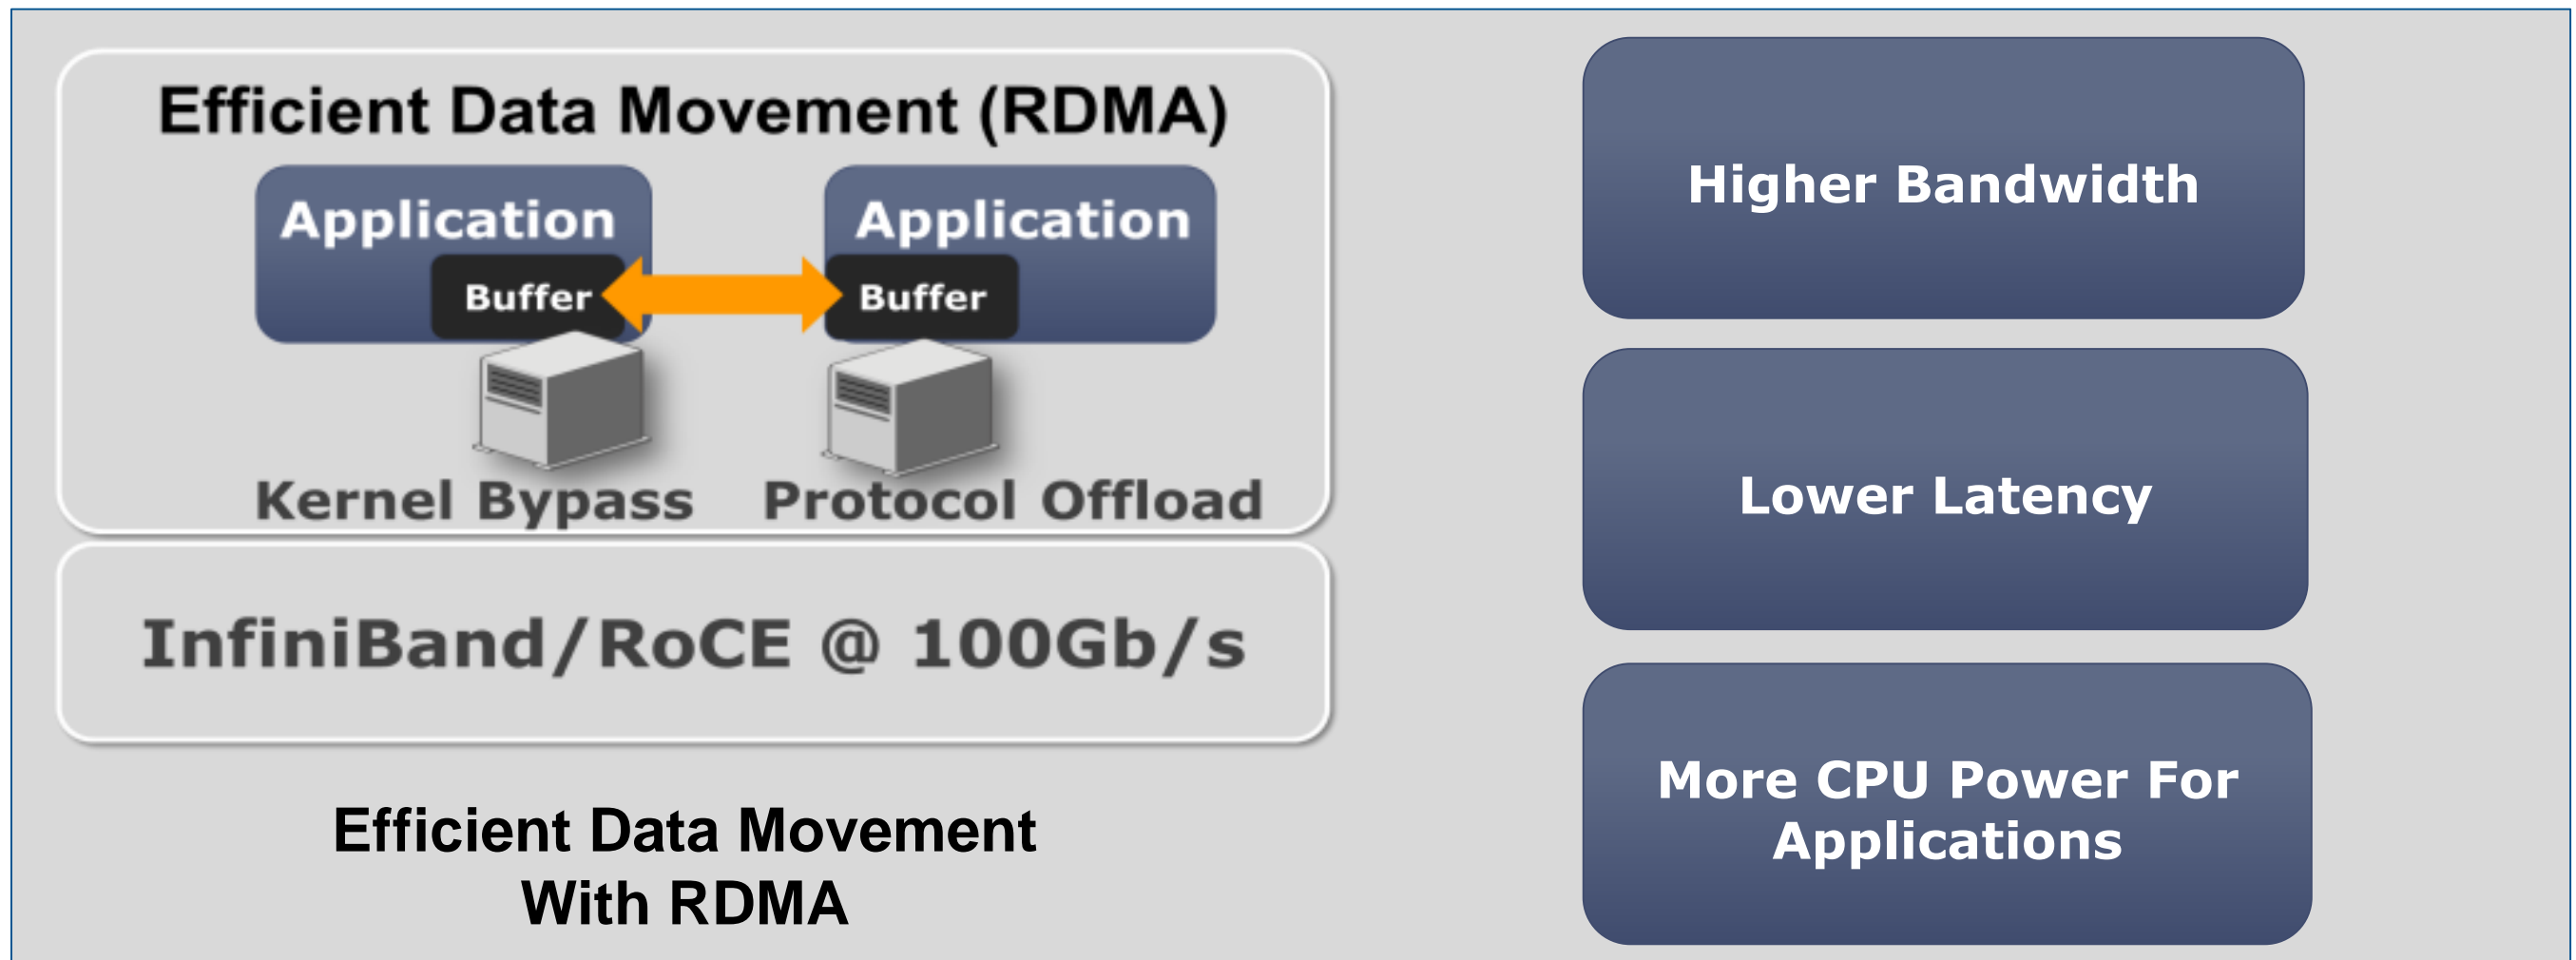 Efficient Data Movement (RDMA)
Application
Application
Buffer
Buffer
Kernel Bypass
Protocol Offload
InfiniBand/RoCE @ 100Gb/s
Efficient Data Movement
With RDMA
Higher Bandwidth
Lower Latency
More CPU Power For
Applications